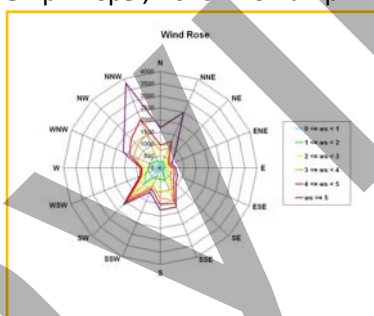 Wind Rose
N
NNW
NNE
4000
NW
NE
WNW
ENE
0 <= ws < 1
1 <= ws < 2
2 <= ws < 3
W
E
3 <= ws < 4
4 <= ws < 5
ws >= 5
WSW
ESE
SW
SE
SSW
SSE
S